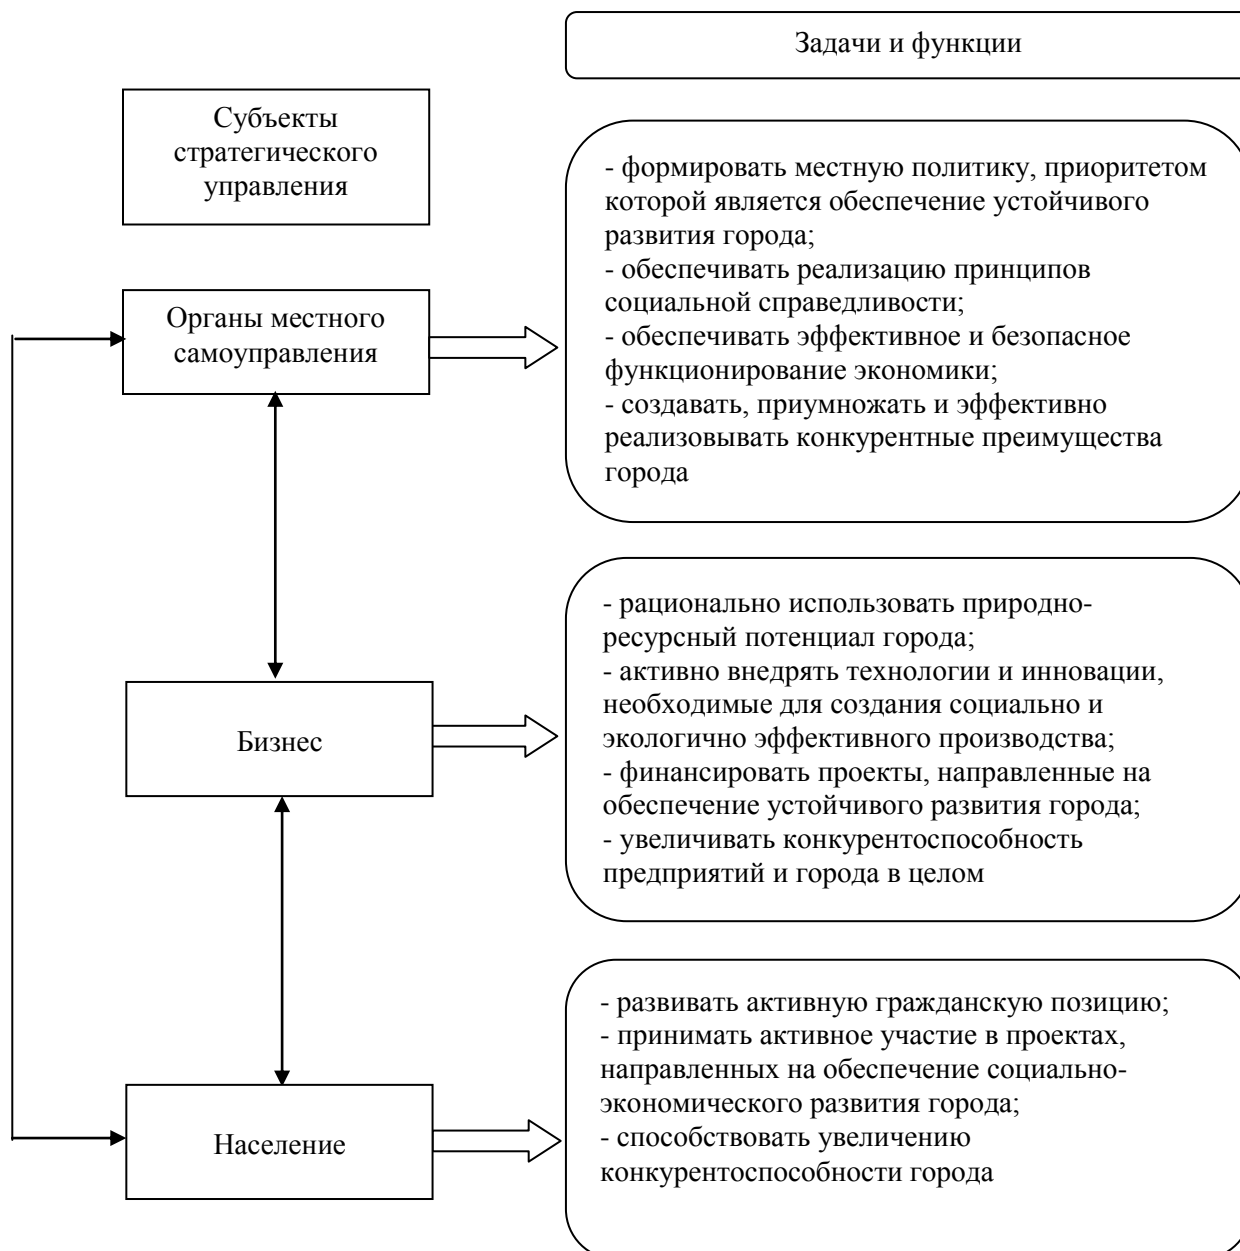 Задачи и функции
Субъекты
стратегического
управления
Органы местного
самоуправления
- формировать местную политику, приоритетом
которой является обеспечение устойчивого
развития города;
- обеспечивать реализацию принципов
социальной справедливости;
- обеспечивать эффективное и безопасное
функционирование экономики;
- создавать, приумножать и эффективно
реализовывать конкурентные преимущества
города
Бизнес
- рационально использовать природно-
ресурсный потенциал города;
- активно внедрять технологии и инновации,
необходимые для создания социально и
экологично эффективного производства;
- финансировать проекты, направленные на
обеспечение устойчивого развития города;
- увеличивать конкурентоспособность
предприятий и города в целом
Население
- развивать активную гражданскую позицию;
- принимать активное участие в проектах,
направленных на обеспечение социально-
экономического развития города;
- способствовать увеличению
конкурентоспособности города